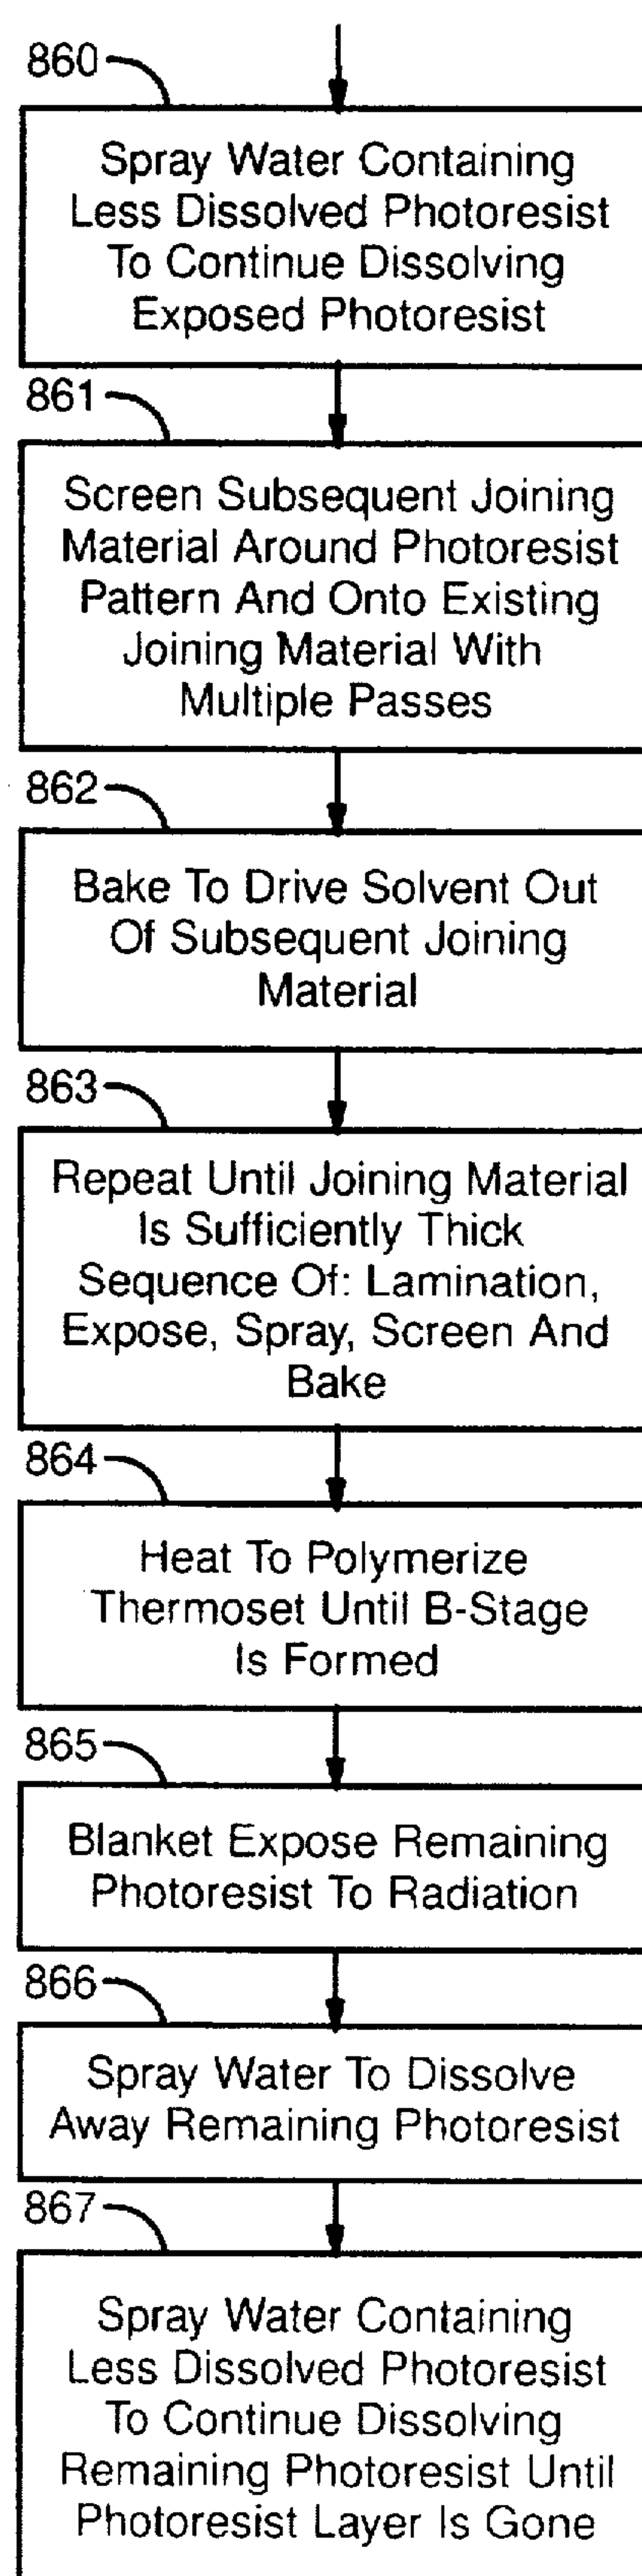 860
Spray Water Containing
Less Dissolved Photoresist
To Continue Dissolving
Exposed Photoresist
861
Screen Subsequent Joining
Material Around Photoresist
Pattern And Onto Existing
Joining Material With
Multiple Passes
862
Bake To Drive Solvent Out
Of Subsequent Joining
Material
863
Repeat Until Joining Material
Is Sufficiently Thick
Sequence Of: Lamination,
Expose, Spray, Screen And
Bake
864
Heat To Polymerize
Thermoset Until B-Stage
Is Formed
865
Blanket Expose Remaining
Photoresist To Radiation
866
Spray Water To Dissolve
Away Remaining Photoresist
867
Spray Water Containing
Less Dissolved Photoresist
To Continue Dissolving
Remaining Photoresist Until
Photoresist Layer Is Gone